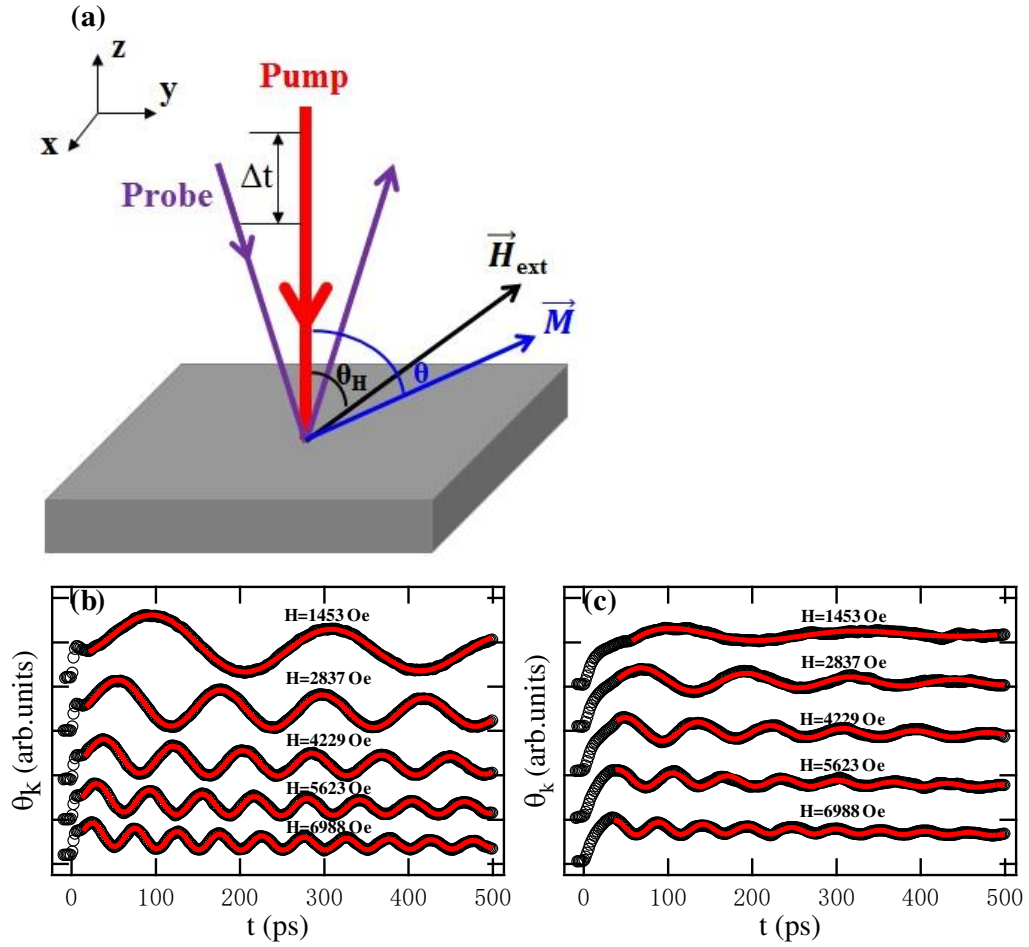 (a)
z
y
x
Pump
Δt
Probe
H⃗ext
M⃗
θH
θ
(b)
H=1453 Oe
H=2837 Oe
H=4229 Oe
H=5623 Oe
H=6988 Oe
θk (arb.units)
0 100 200 300 400 500
t (ps)
(c)
H=1453 Oe
H=2837 Oe
H=4229 Oe
H=5623 Oe
H=6988 Oe
θk (arb.units)
0 100 200 300 400 500
t (ps)